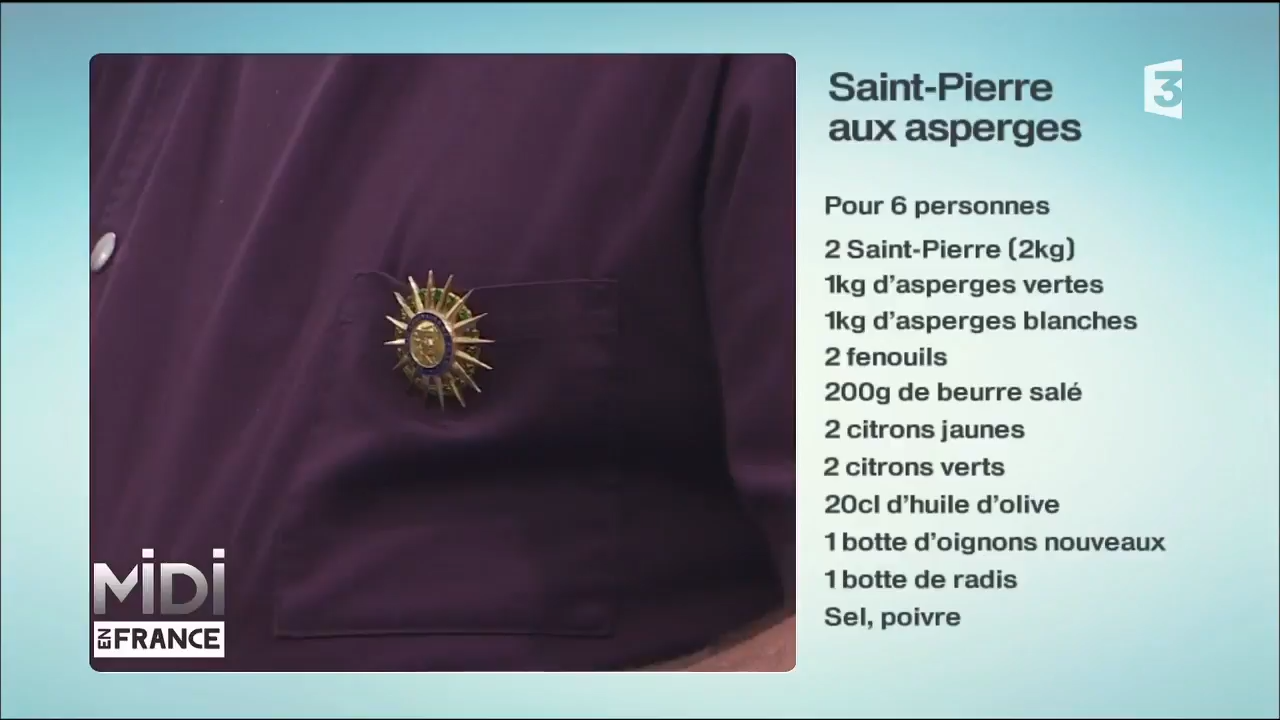 Saint-Pierre
aux asperges
3
Pour 6 personnes
2 Saint-Pierre (2kg)
1kg d'asperges vertes
1kg d'asperges blanches
2 fenouils
200g de beurre salé
2 citrons jaunes
2 citrons verts
20cl d'huile d'olive
1 botte d'oignons nouveaux
1 botte de radis
Sel, poivre
MiDi
EN FRANCE